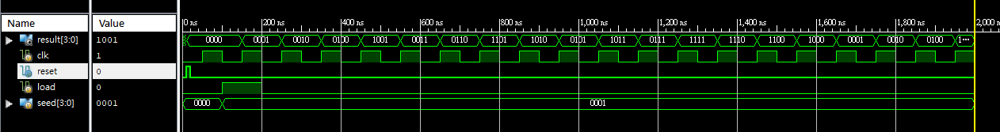 Name Value 0 ns 200 ns 400 ns 600 ns 800 ns 1,000 ns 1,200 ns 1,400 ns 1,600 ns 1,800 ns 2,000 ns
result[3:0] 1001 0000 0001 0010 0100 1001 0011 0110 1101 1010 0101 1011 0111 1111 1110 1100 1000 0001 0010 0100 1...
clk 1
reset 0
load 0
seed[3:0] 0001 0000 0001